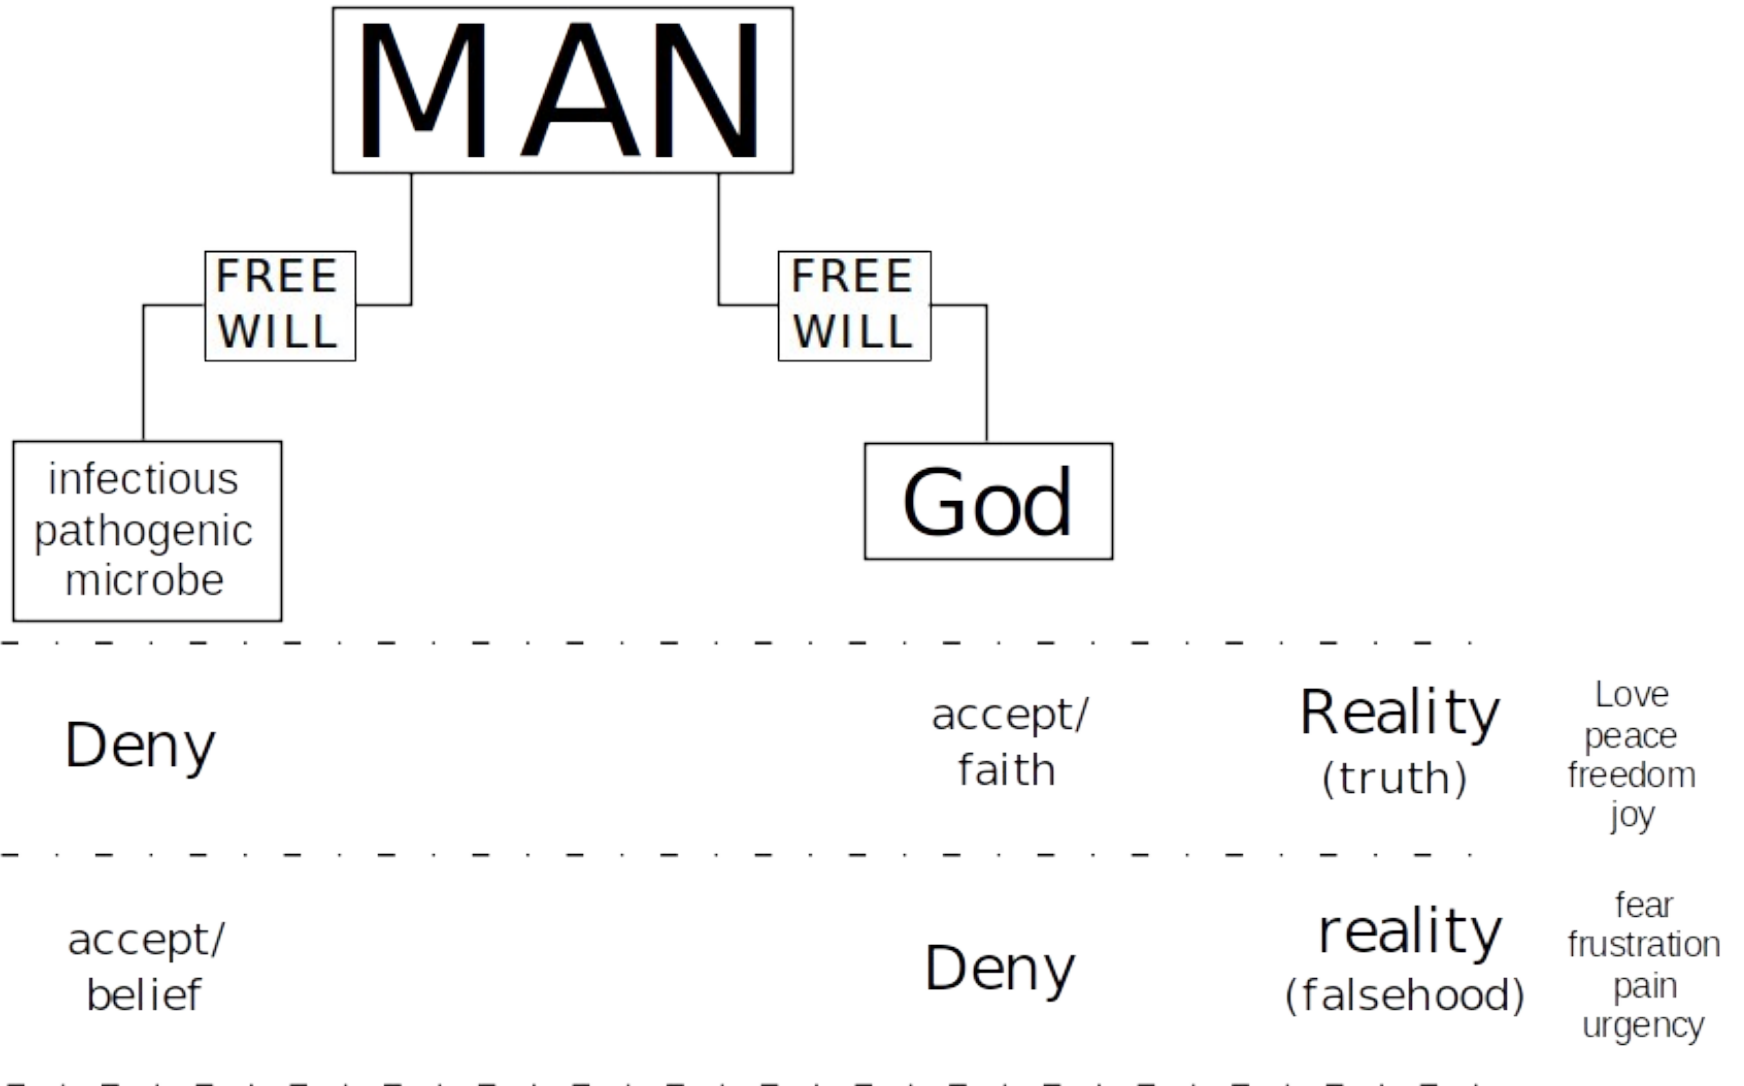 MAN
FREE
WILL
FREE
WILL
infectious
pathogenic
microbe
God
Deny
accept/
faith
Reality
(truth)
Love
peace
freedom
joy
accept/
belief
Deny
reality
(falsehood)
fear
frustration
pain
urgency